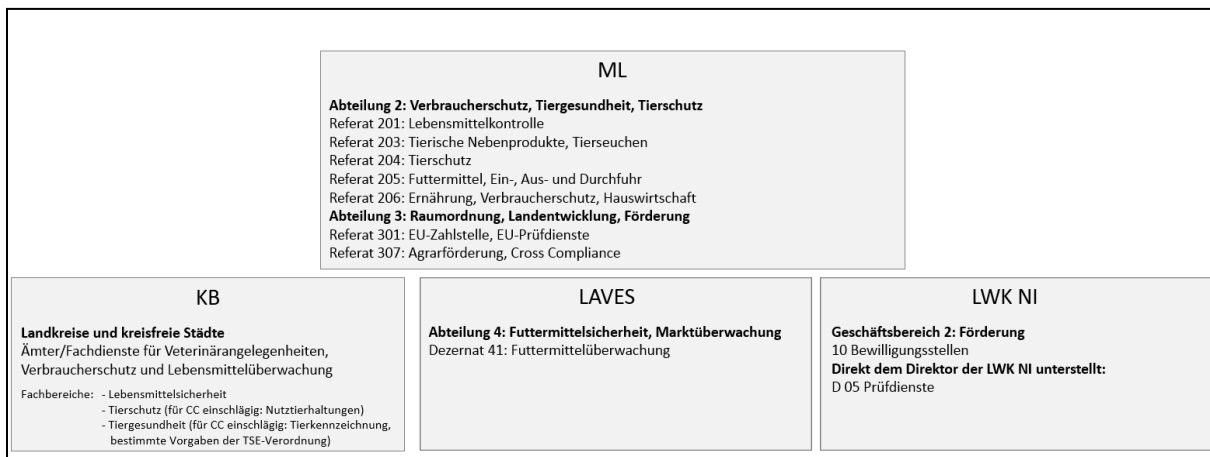 ML
Abteilung 2: Verbraucherschutz, Tiergesundheit, Tierschutz
Referat 201: Lebensmittelkontrolle
Referat 203: Tierische Nebenprodukte, Tierseuchen
Referat 204: Tierschutz
Referat 205: Futtermittel, Ein-, Aus- und Durchfuhr
Referat 206: Ernährung, Verbraucherschutz, Hauswirtschaft
Abteilung 3: Raumordnung, Landentwicklung, Förderung
Referat 301: EU-Zahlstelle, EU-Prüfdienste
Referat 307: Agrarförderung, Cross Compliance
KB
Landkreise und kreisfreie Städte
Ämter/Fachdienste für Veterinärangelegenheiten,
Verbraucherschutz und Lebensmittelüberwachung
Fachbereiche: - Lebensmittelsicherheit
- Tierschutz (für CC einschlägig: Nutztierhaltungen)
- Tiergesundheit (für CC einschlägig: Tierkennzeichnung,
bestimmte Vorgaben der TSE-Verordnung)
LAVES
Abteilung 4: Futtermittelsicherheit, Marktüberwachung
Dezernat 41: Futtermittelüberwachung
LWK NI
Geschäftsbereich 2: Förderung
10 Bewilligungsstellen
Direkt dem Direktor der LWK NI unterstellt:
D 05 Prüfdienste